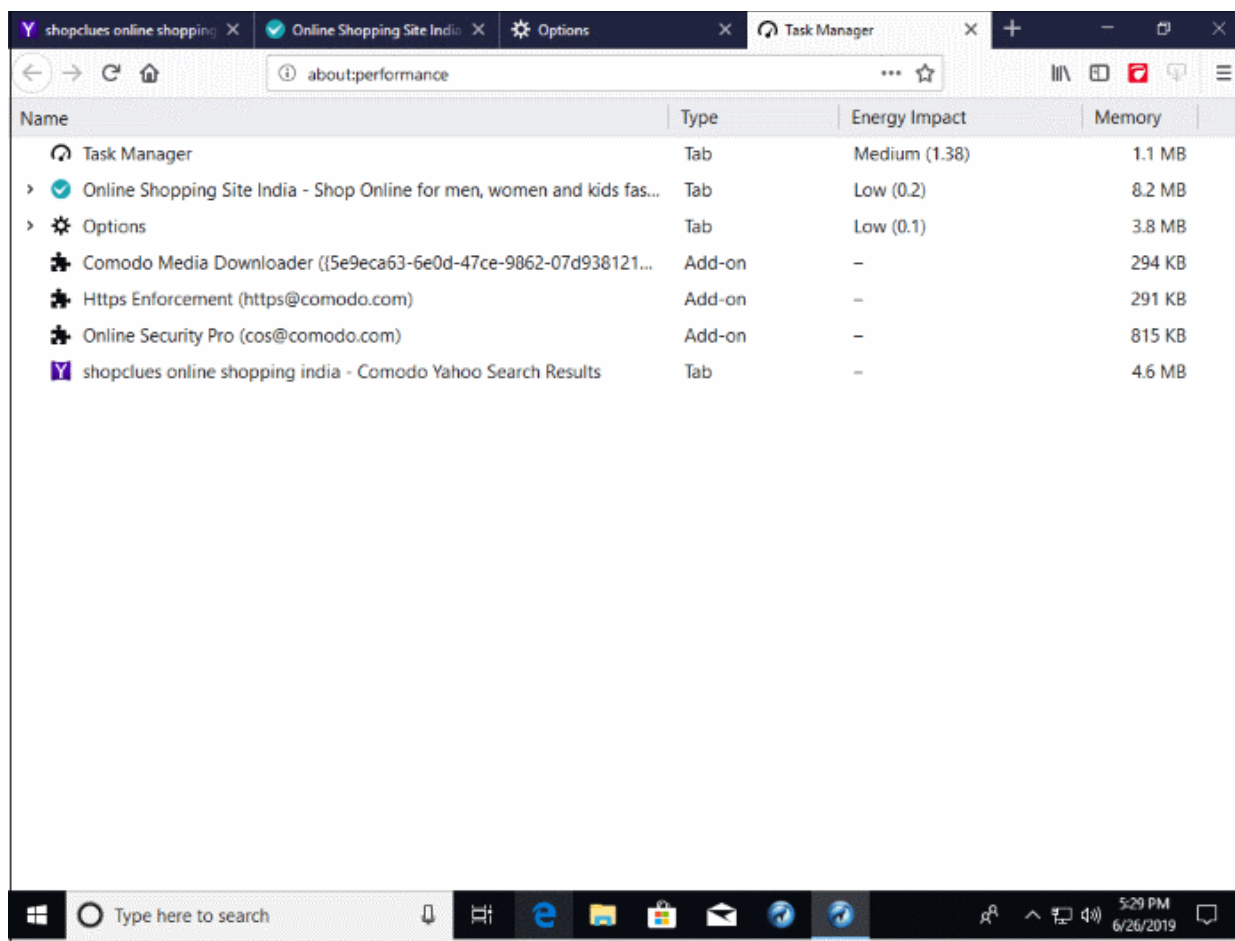 shopclues online shopping
Online Shopping Site India
Options
Task Manager
about:performance
Name Type Energy Impact Memory
Task Manager Tab Medium (1.38) 1.1 MB
Online Shopping Site India - Shop Online for men, women and kids fas... Tab Low (0.2) 8.2 MB
Options Tab Low (0.1) 3.8 MB
Comodo Media Downloader ({5e9eca63-6e0d-47ce-9862-07d938121... Add-on – 294 KB
Https Enforcement (https@comodo.com) Add-on – 291 KB
Online Security Pro (cos@comodo.com) Add-on – 815 KB
shopclues online shopping india - Comodo Yahoo Search Results Tab – 4.6 MB
Type here to search
5:29 PM
6/26/2019